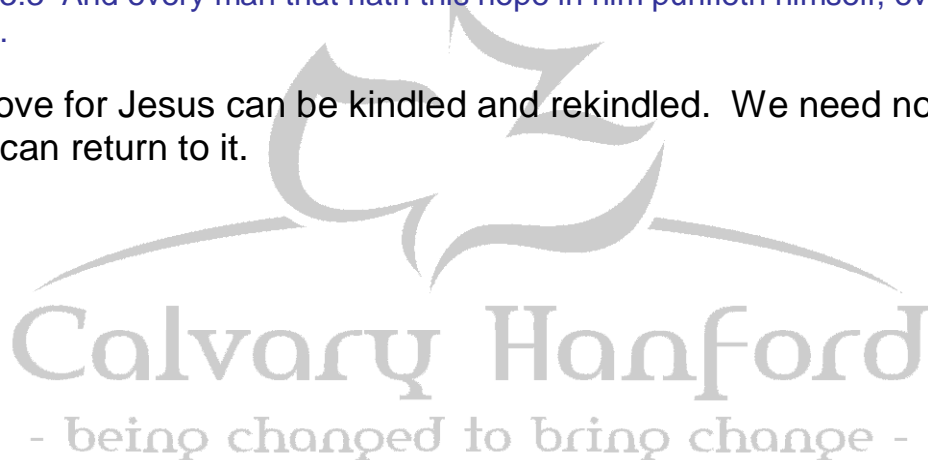 And every man that hath this hope in him purifieth himself,
.
ove for Jesus can be kindled and rekindled. We need no
can return to it.
Calvary Hanford
- being changed to bring change -